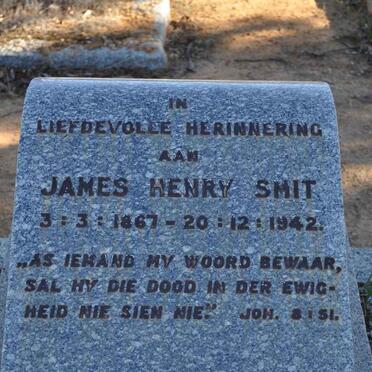 IN
LIEFDEVOLLE HERINNERING
AAN
JAMES HENRY SMIT
3:3:1867 - 20:12:1942.
„AS IEMAND MY WOORD BEWAAR,
SAL HY DIE DOOD IN DER EWIG-
HEID NIE SIEN NIE." JOH. 8:51.